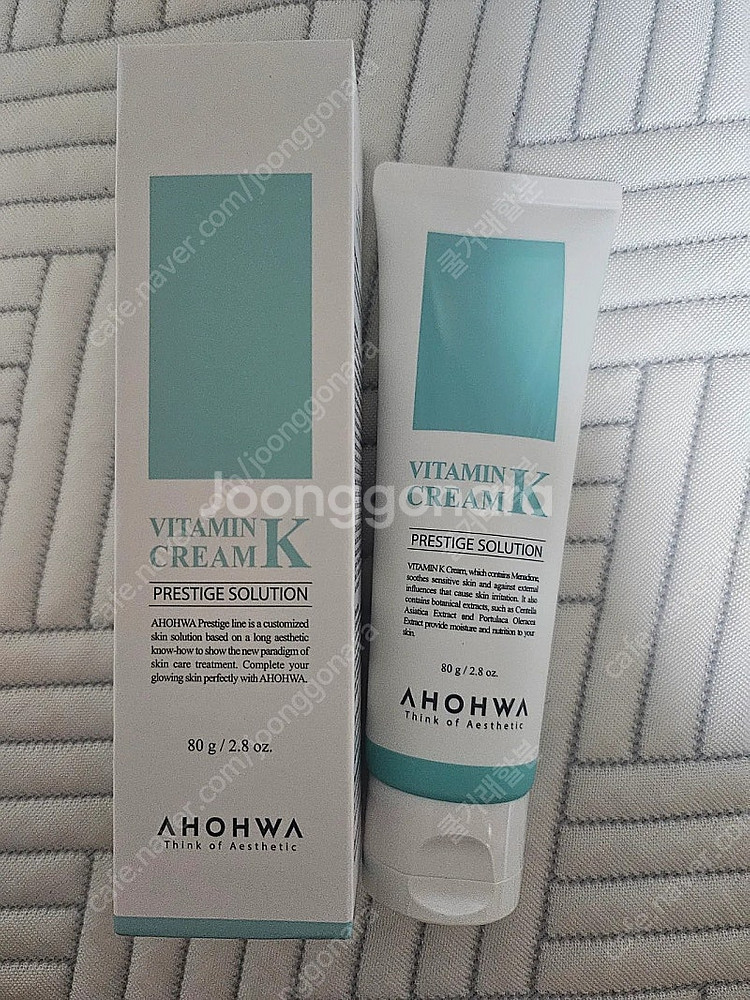 VITAMIN K
CREAM
PRESTIGE SOLUTION
AHOHWA Prestige line is a customized
skin solution based on a long aesthetic
know-how to show the new paradigm of
skin care treatment. Complete your
glowing skin perfectly with AHOHWA.
80 g / 2.8 oz.
AHOHWA
Think of Aesthetic
VITAMIN K
CREAM
PRESTIGE SOLUTION
VITAMIN K Cream, which contains Menadione,
soothes sensitive skin and against external
influences that cause skin irritation. It also
contains botanical extracts, such as Centella
Asiatica Extract and Portulaca Oleracea
Extract provide moisture and nutrition to your
skin.
80 g / 2.8 oz.
AHOHWA
Think of Aesthetic
Joonggonara
cafe.naver.com/joonggonara
쿨거래할분